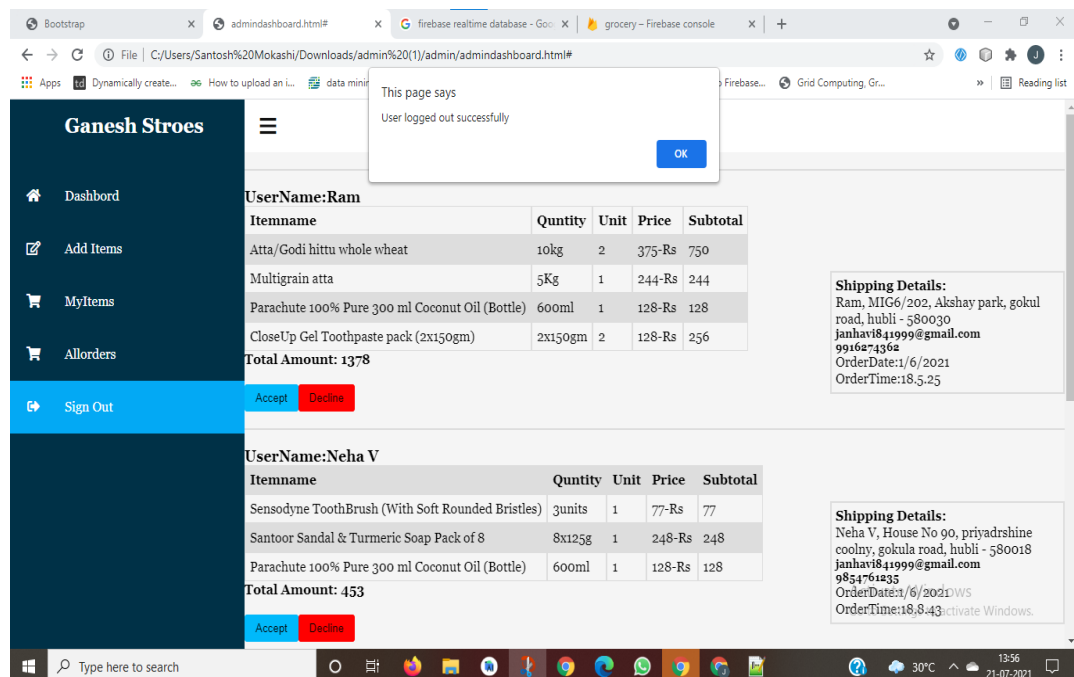 Bootstrap
admindashboard.html#
firebase realtime database - Goo
grocery – Firebase console
File | C:/Users/Santosh%20Mokashi/Downloads/admin%20(1)/admin/admindashboard.html#
J
Apps
td Dynamically create...
How to upload an i...
data minin
Firebase...
Grid Computing, Gr...
»
Reading list
This page says
User logged out successfully
OK
Ganesh Stroes
Dashbord
Add Items
MyItems
Allorders
Sign Out
UserName:Ram
Itemname Quntity Unit Price Subtotal
Atta/Godi hittu whole wheat 10kg 2 375-Rs 750
Multigrain atta 5Kg 1 244-Rs 244
Parachute 100% Pure 300 ml Coconut Oil (Bottle) 600ml 1 128-Rs 128
CloseUp Gel Toothpaste pack (2x150gm) 2x150gm 2 128-Rs 256
Total Amount: 1378
Accept Decline
Shipping Details:
Ram, MIG6/202, Akshay park, gokul
road, hubli - 580030
janhavi841999@gmail.com
9916274362
OrderDate:1/6/2021
OrderTime:18.5.25
UserName:Neha V
Itemname Quntity Unit Price Subtotal
Sensodyne ToothBrush (With Soft Rounded Bristles) 3units 1 77-Rs 77
Santoor Sandal & Turmeric Soap Pack of 8 8x125g 1 248-Rs 248
Parachute 100% Pure 300 ml Coconut Oil (Bottle) 600ml 1 128-Rs 128
Total Amount: 453
Accept Decline
Shipping Details:
Neha V, House No 90, priyadrshine
coolny, gokula road, hubli - 580018
janhavi841999@gmail.com
9854761235
OrderDate:1/6/2021
OrderTime:18.8.43
activate Windows.
Type here to search
30°C
13:56
21-07-2021